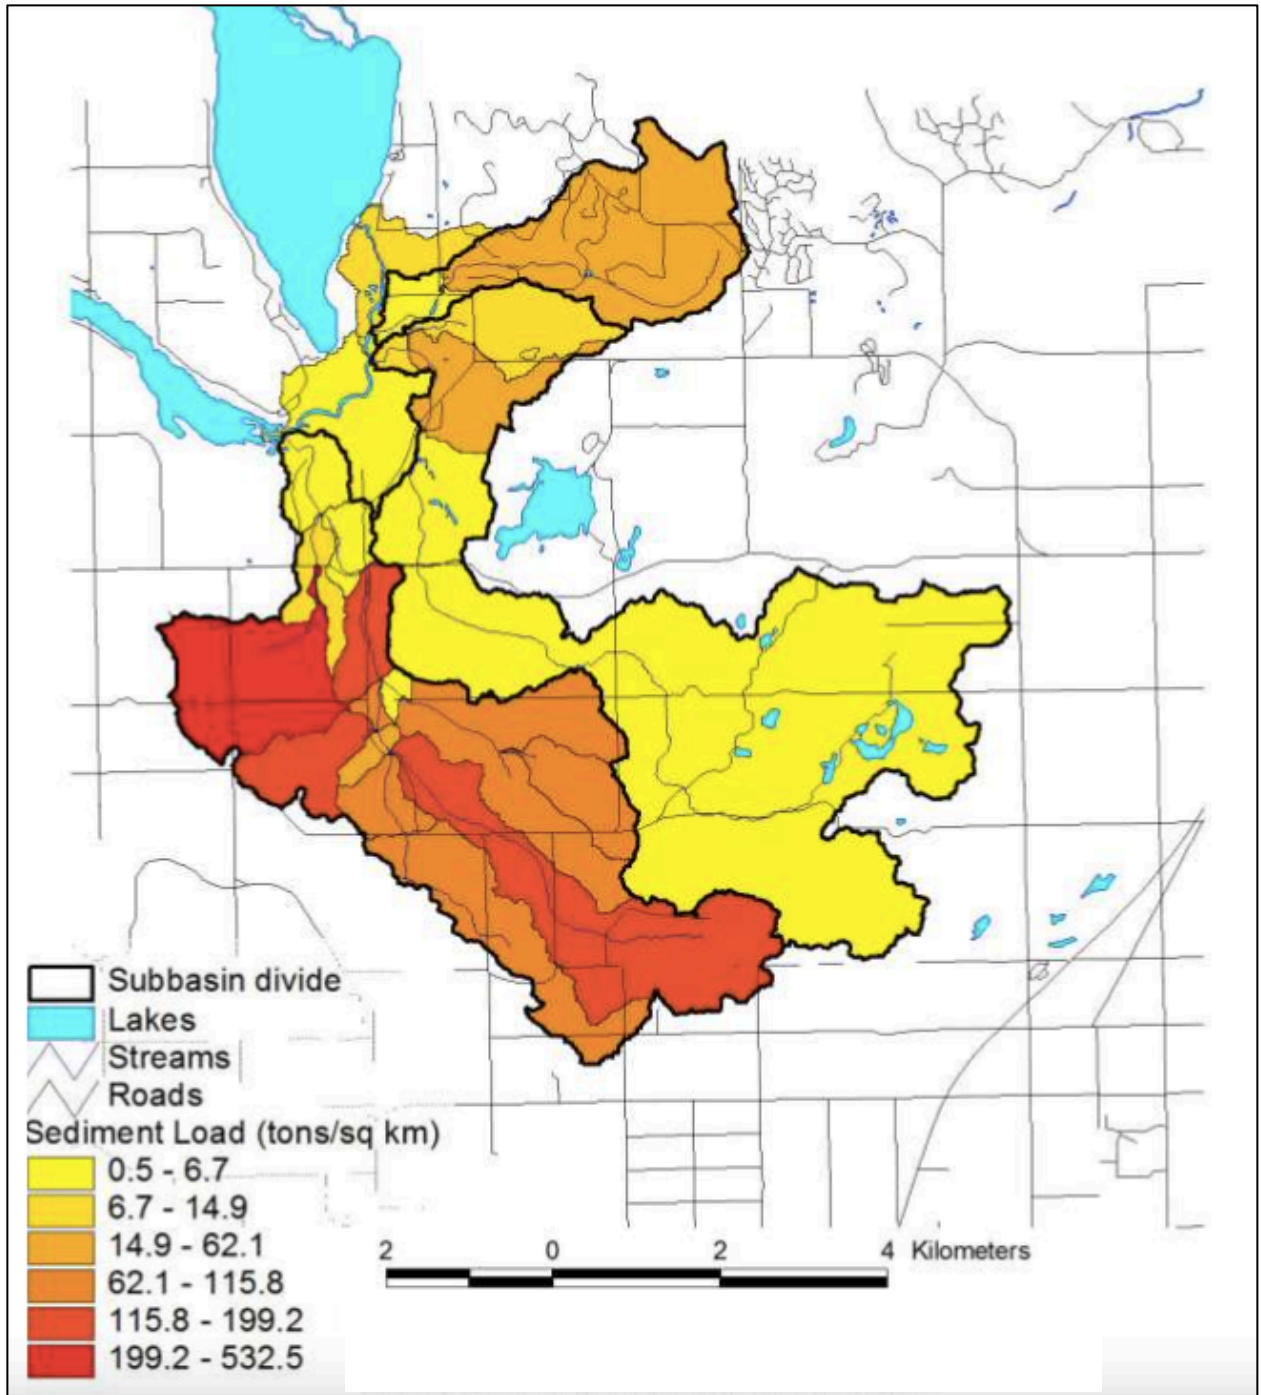 Subbasin divide
Lakes
Streams
Roads
Sediment Load (tons/sq km)
0.5 - 6.7
6.7 - 14.9
14.9 - 62.1
62.1 - 115.8
115.8 - 199.2
199.2 - 532.5
2 0 2 4 Kilometers